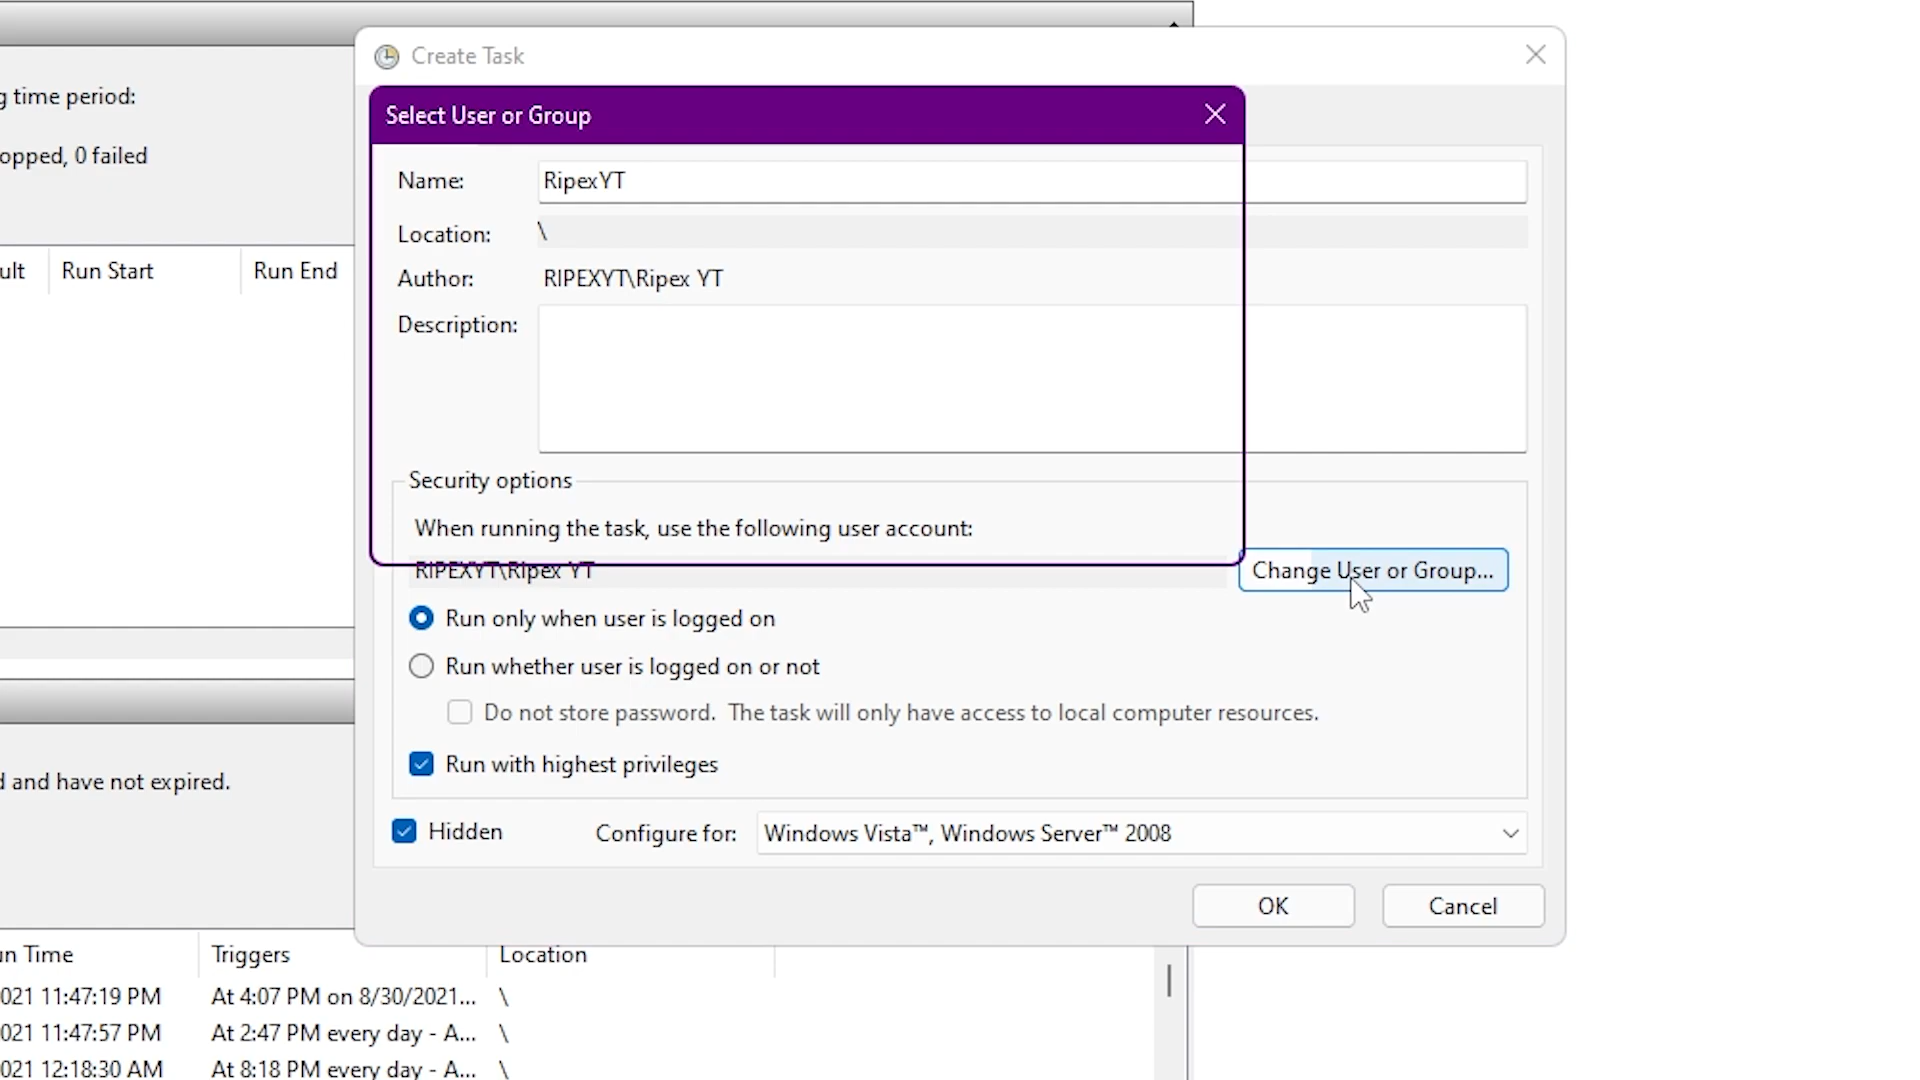 Create Task
g time period:
Select User or Group
opped, 0 failed
Name:
RipexYT
Location:
\
ult
Run Start
Run End
Author:
RIPEXYT\Ripex YT
Description:
Security options
When running the task, use the following user account:
RIPEXYT\Ripex YT
Change User or Group...
Run only when user is logged on
Run whether user is logged on or not
Do not store password.  The task will only have access to local computer resources.
Run with highest privileges
d and have not expired.
Hidden
Configure for:
Windows Vista™, Windows Server™ 2008
OK
Cancel
un Time
Triggers
Location
021 11:47:19 PM
At 4:07 PM on 8/30/2021...
\
021 11:47:57 PM
At 2:47 PM every day - A...
\
021 12:18:30 AM
At 8:18 PM every day - A...
\